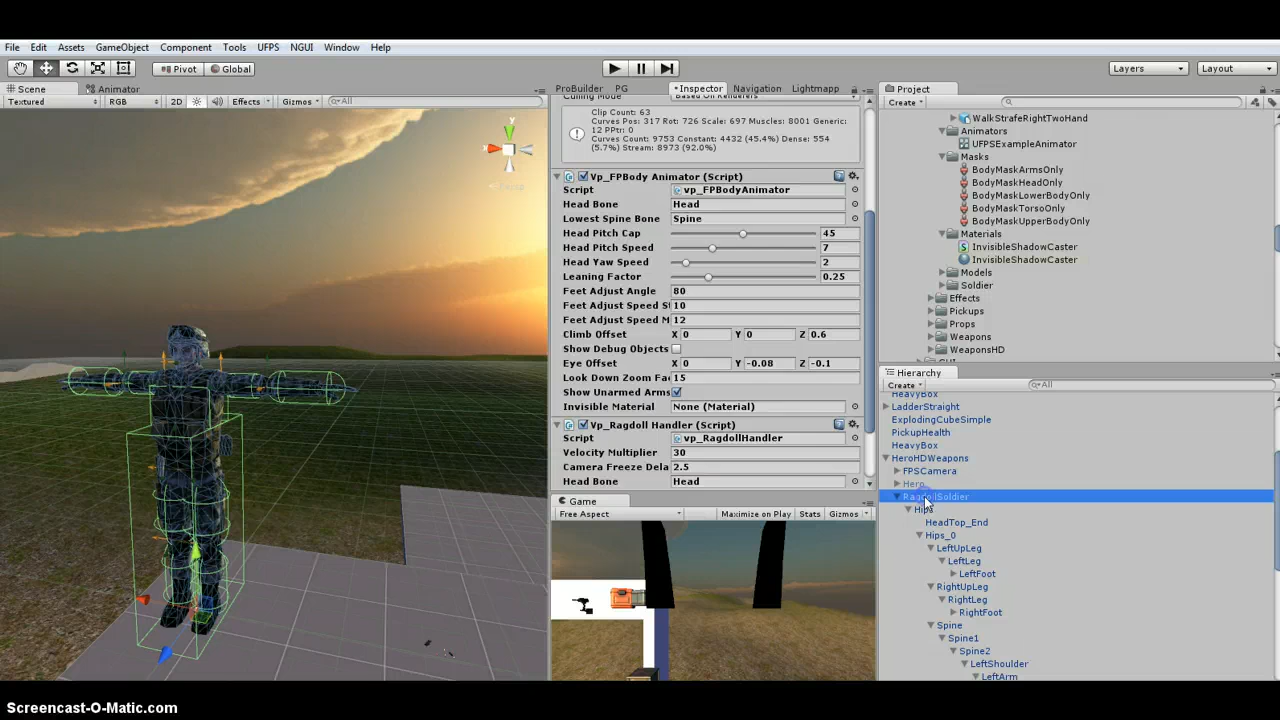 File Edit Assets GameObject Component Tools UFPS NGUI Window Help
Pivot Global Layers Layout
Scene Animator
Textured RGB 2D Effects Gizmos All
ProBuilder PG Inspector Navigation Lightmapp
Clip Count: 63
Curves Pos: 317 Rot: 726 Scale: 697 Muscles: 8001 Generic:
12 PPtr: 0
Curves Count: 9753 Constant: 4432 (45.4%) Dense: 554
(5.7%) Stream: 8973 (92.0%)
Vp_FPBody Animator (Script)
Script vp_FPBodyAnimator
Head Bone Head
Lowest Spine Bone Spine
Head Pitch Cap 45
Head Pitch Speed 7
Head Yaw Speed 2
Leaning Factor 0.25
Feet Adjust Angle 80
Feet Adjust Speed S 10
Feet Adjust Speed M 12
Climb Offset X 0 Y 0 Z 0.6
Show Debug Objects
Eye Offset X 0 Y -0.08 Z -0.1
Look Down Zoom Fac 15
Show Unarmed Arms
Invisible Material None (Material)
Vp_Ragdoll Handler (Script)
Script vp_RagdollHandler
Velocity Multiplier 30
Camera Freeze Dela 2.5
Head Bone Head
Game
Free Aspect Maximize on Play Stats Gizmos
Project
Create
WalkStrafeRightTwoHand
Animators
UFPSExampleAnimator
Masks
BodyMaskArmsOnly
BodyMaskHeadOnly
BodyMaskLowerBodyOnly
BodyMaskTorsoOnly
BodyMaskUpperBodyOnly
Materials
InvisibleShadowCaster
InvisibleShadowCaster
Models
Soldier
Effects
Pickups
Props
Weapons
WeaponsHD
Hierarchy
Create All
HeavyBox
LadderStraight
ExplodingCubeSimple
PickupHealth
HeavyBox
HeroHDWeapons
FPSCamera
Hero
RagdollSoldier
Hips
HeadTop_End
Hips_0
LeftUpLeg
LeftLeg
LeftFoot
RightUpLeg
RightLeg
RightFoot
Spine
Spine1
Spine2
LeftShoulder
LeftArm
Screencast-O-Matic.com